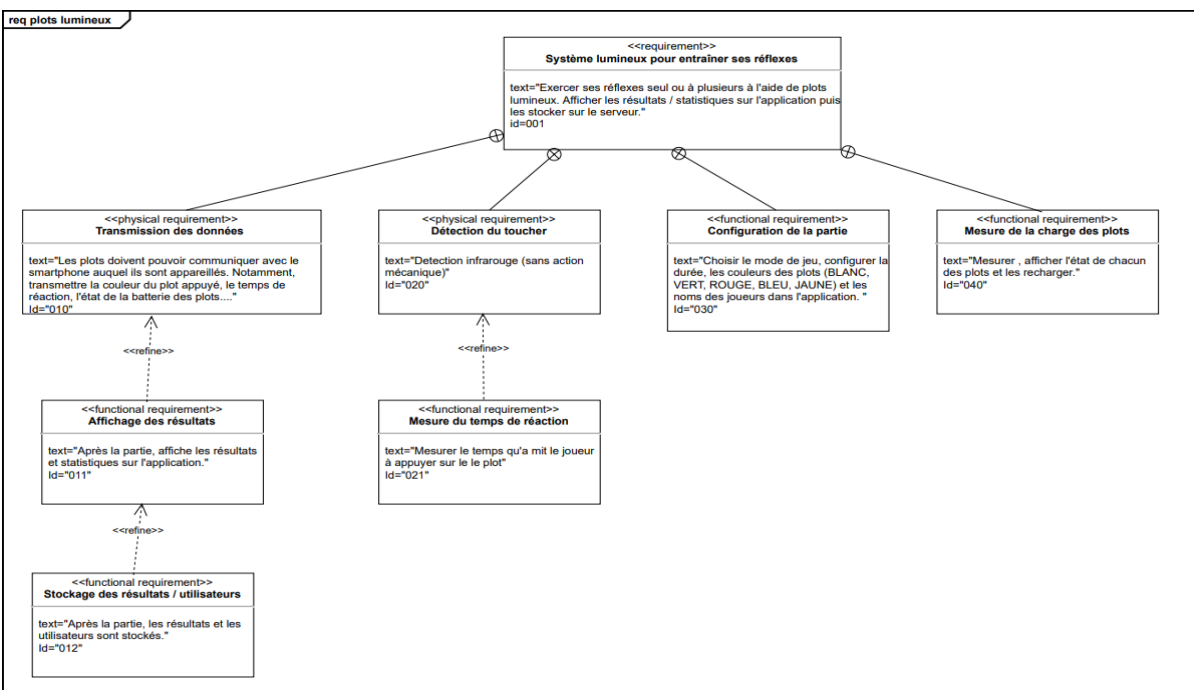 req plots lumineux
<<requirement>>
Système lumineux pour entraîner ses réflexes
text="Exercer ses réflexes seul ou à plusieurs à l'aide de plots
lumineux. Afficher les résultats / statistiques sur l'application puis
les stocker sur le serveur."
id=001
<<physical requirement>>
Transmission des données
text="Les plots doivent pouvoir communiquer avec le
smartphone auquel ils sont appareillés. Notamment,
transmettre la couleur du plot appuyé, le temps de
réaction, l'état de la batterie des plots...."
Id="010"
<<physical requirement>>
Détection du toucher
text="Detection infrarouge (sans action
mécanique)"
Id="020"
<<functional requirement>>
Configuration de la partie
text="Choisir le mode de jeu, configurer la
durée, les couleurs des plots (BLANC,
VERT, ROUGE, BLEU, JAUNE) et les
noms des joueurs dans l'application. "
Id="030"
<<functional requirement>>
Mesure de la charge des plots
text="Mesurer , afficher l'état de chacun
des plots et les recharger."
Id="040"
<<refine>>
<<refine>>
<<functional requirement>>
Affichage des résultats
text="Après la partie, affiche les résultats
et statistiques sur l'application."
Id="011"
<<functional requirement>>
Mesure du temps de réaction
text="Mesurer le temps qu'a mit le joueur
à appuyer sur le le plot"
Id="021"
<<refine>>
<<functional requirement>>
Stockage des résultats / utilisateurs
text="Après la partie, les résultats et les
utilisateurs sont stockés."
Id="012"